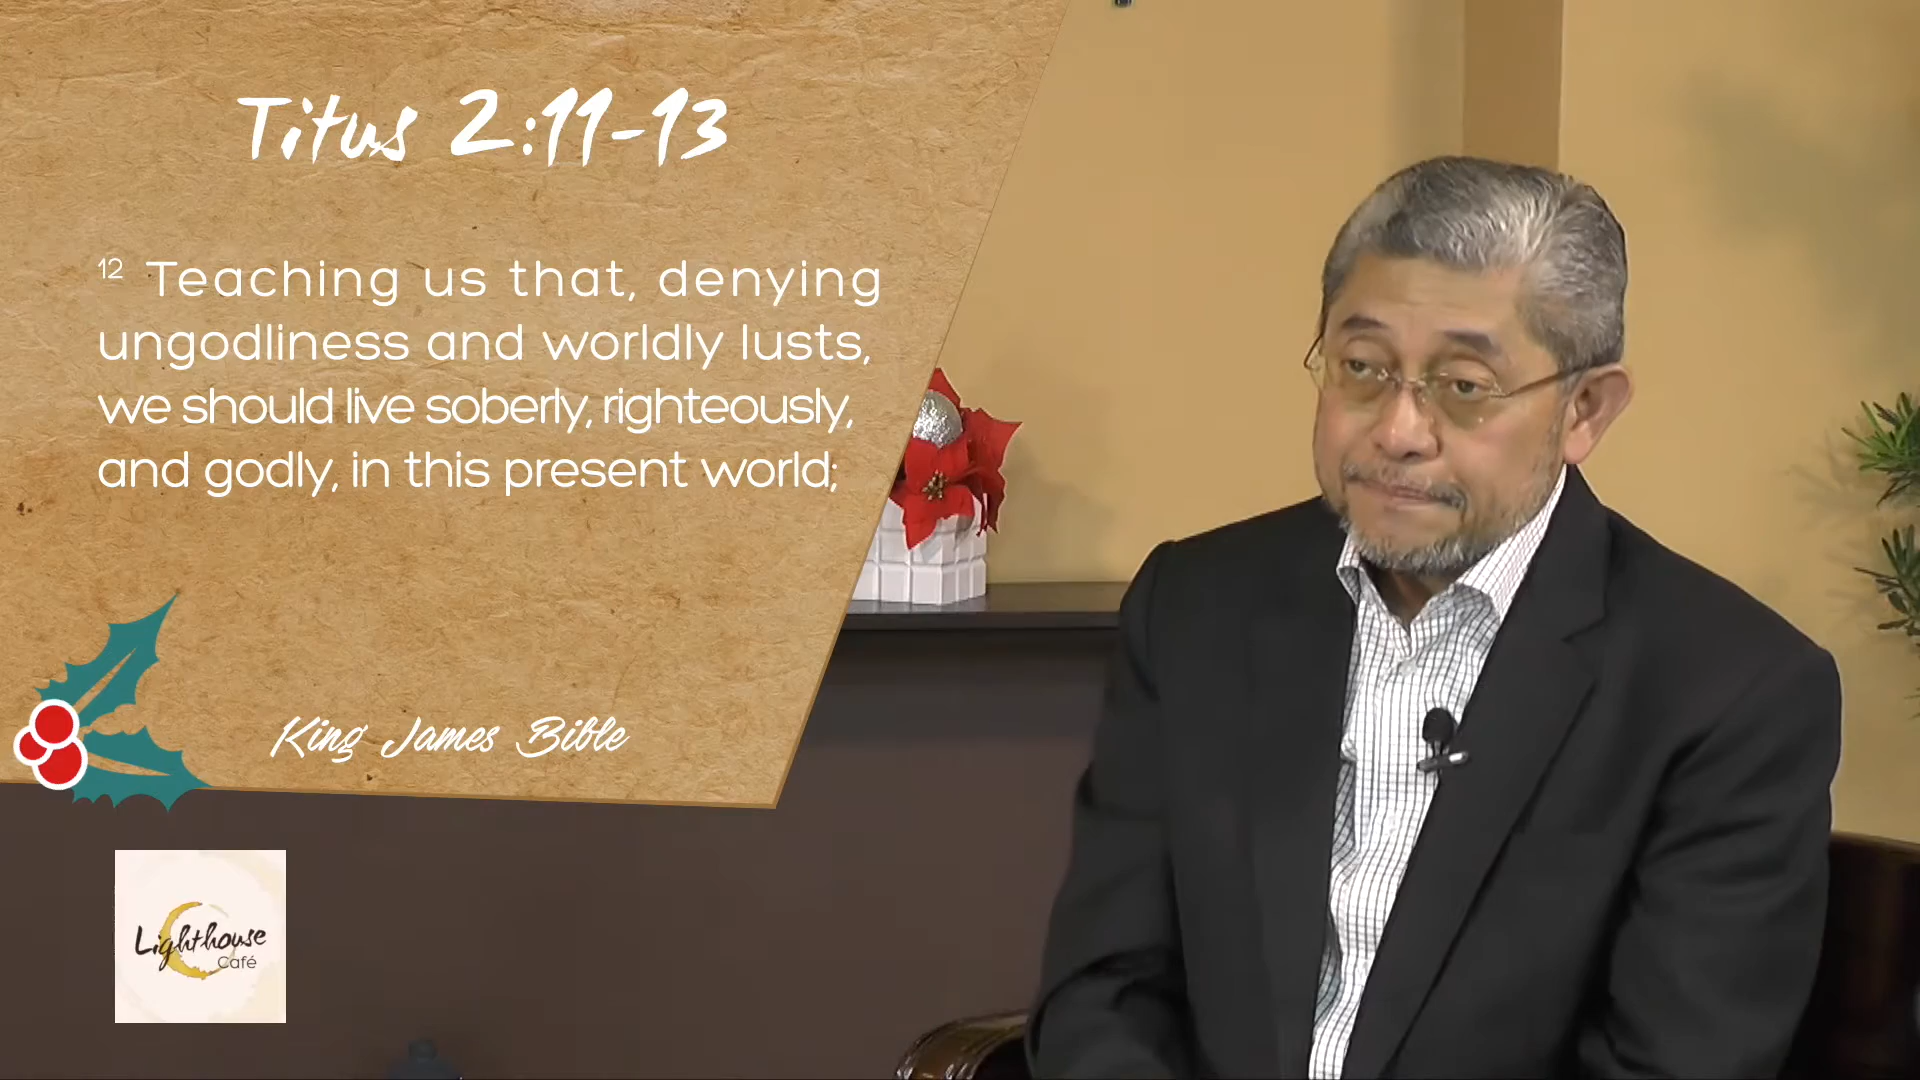 Titus 2:11-13
12 Teaching us that, denying
ungodliness and worldly lusts,
we should live soberly, righteously,
and godly, in this present world;
King James Bible
Lighthouse
Café